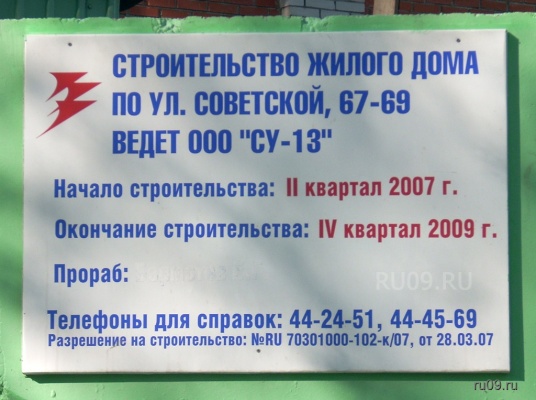 СТРОИТЕЛЬСТВО ЖИЛОГО ДОМА
ПО УЛ. СОВЕТСКОЙ, 67-69
ВЕДЕТ ООО "СУ-13"
Начало строительства: II квартал 2007 г.
Окончание строительства: IV квартал 2009 г.
Прораб:
RU09.RU
Телефоны для справок: 44-24-51, 44-45-69
Разрешение на строительство: №RU 70301000-102-к/07, от 28.03.07
ru09.ru